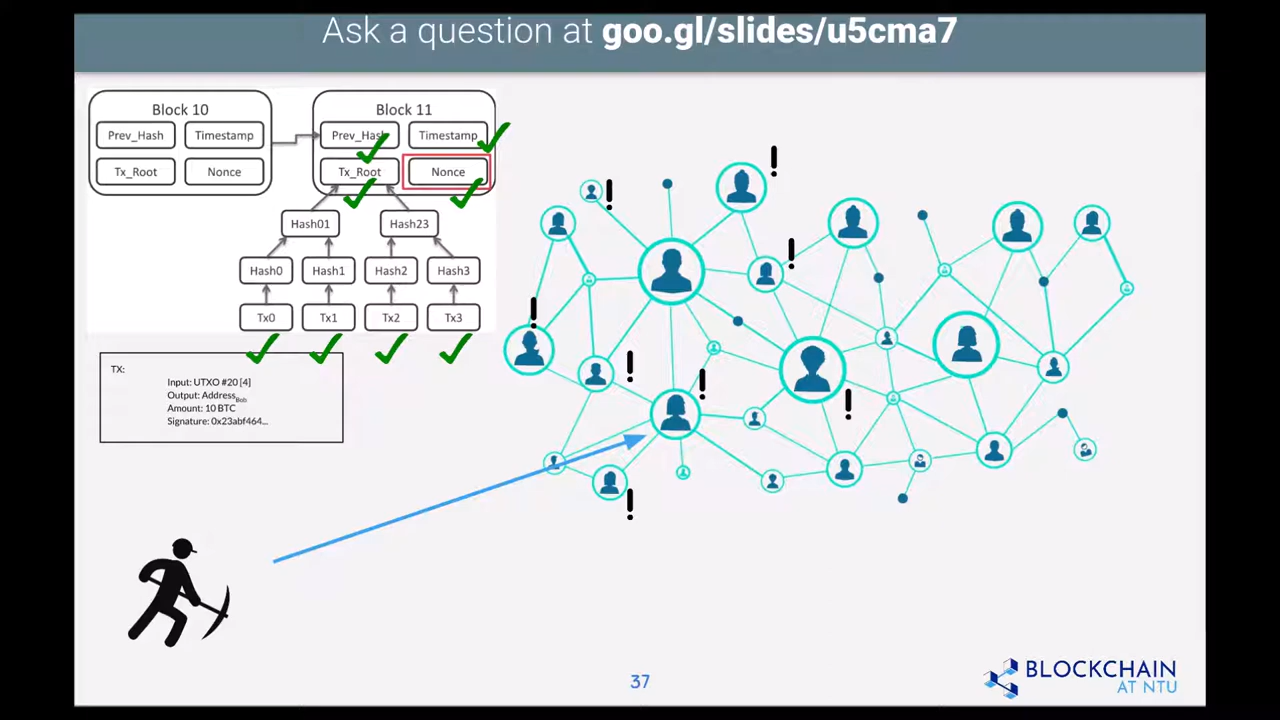 Ask a question at goo.gl/slides/u5cma7
Block 10
Prev_Hash
Timestamp
Tx_Root
Nonce
Block 11
Prev_Hash
Timestamp
Tx_Root
Nonce
Hash01
Hash23
Hash0
Hash1
Hash2
Hash3
Tx0
Tx1
Tx2
Tx3
TX:
Input: UTXO #20 [4]
Output: AddressBob
Amount: 10 BTC
Signature: 0x23abf464...
!
!
!
!
!
!
!
!
37
BLOCKCHAIN
AT NTU